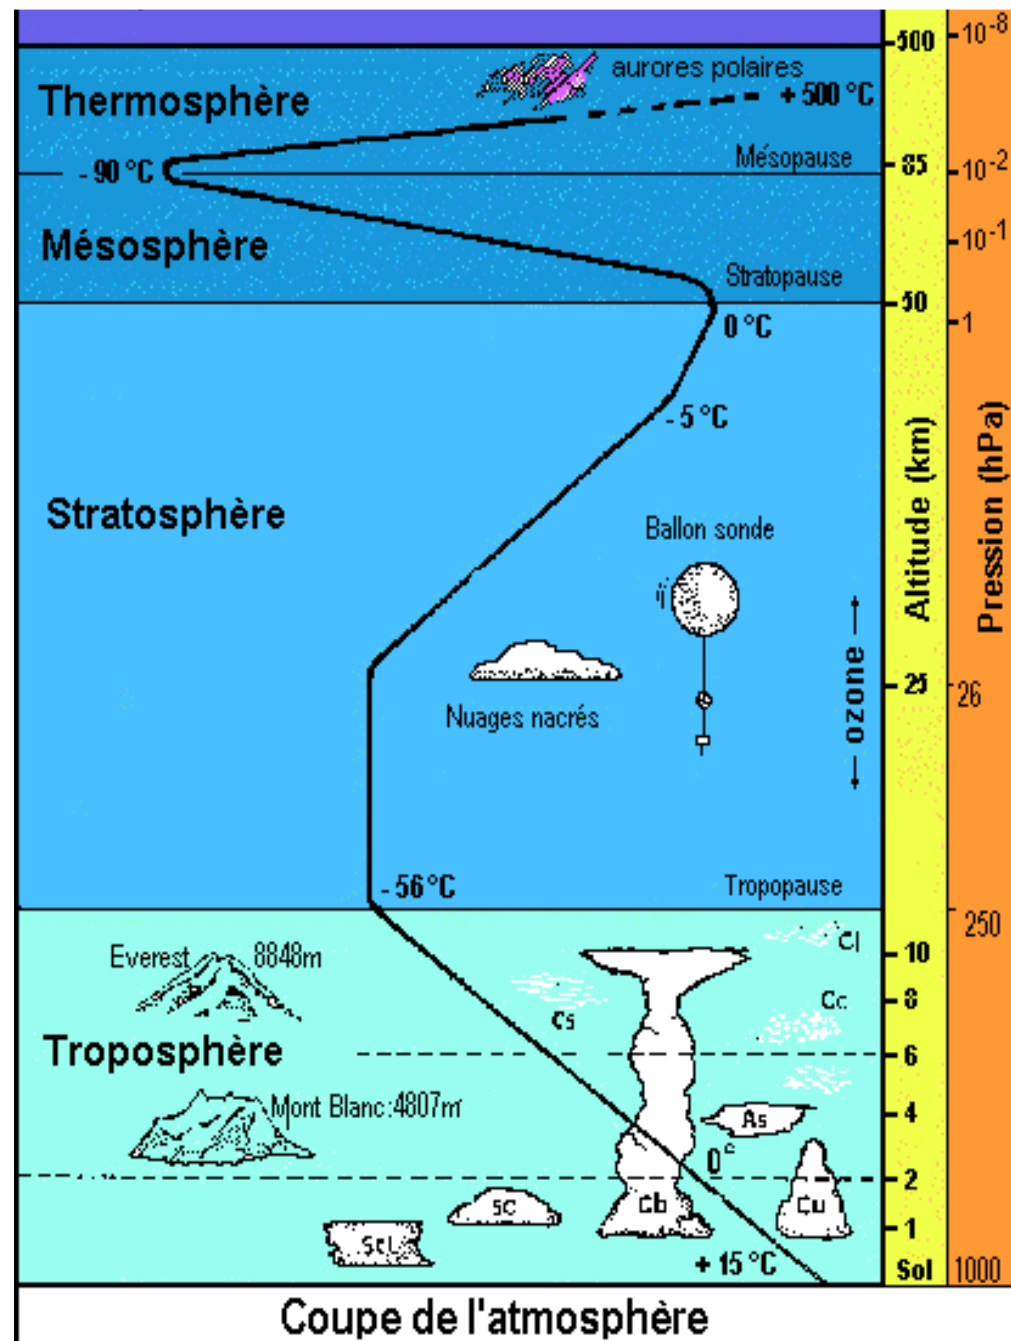 500
10-8
aurores polaires
Thermosphère
+ 500 °C
Mésopause
85
10-2
- 90 °C
Mésosphère
10-1
Stratopause
50
0 °C
1
- 5 °C
Stratosphère
Altitude (km)
Pression (hPa)
Ballon sonde
ozone
25
26
Nuages nacrés
- 56 °C
Tropopause
250
Everest
8848m
10
8
Cs
Cc
Troposphère
6
Mont Blanc:4807m
4
As
0°
2
SC
Cb
Cu
1
+ 15 °C
Sol
1000
Coupe de l'atmosphère